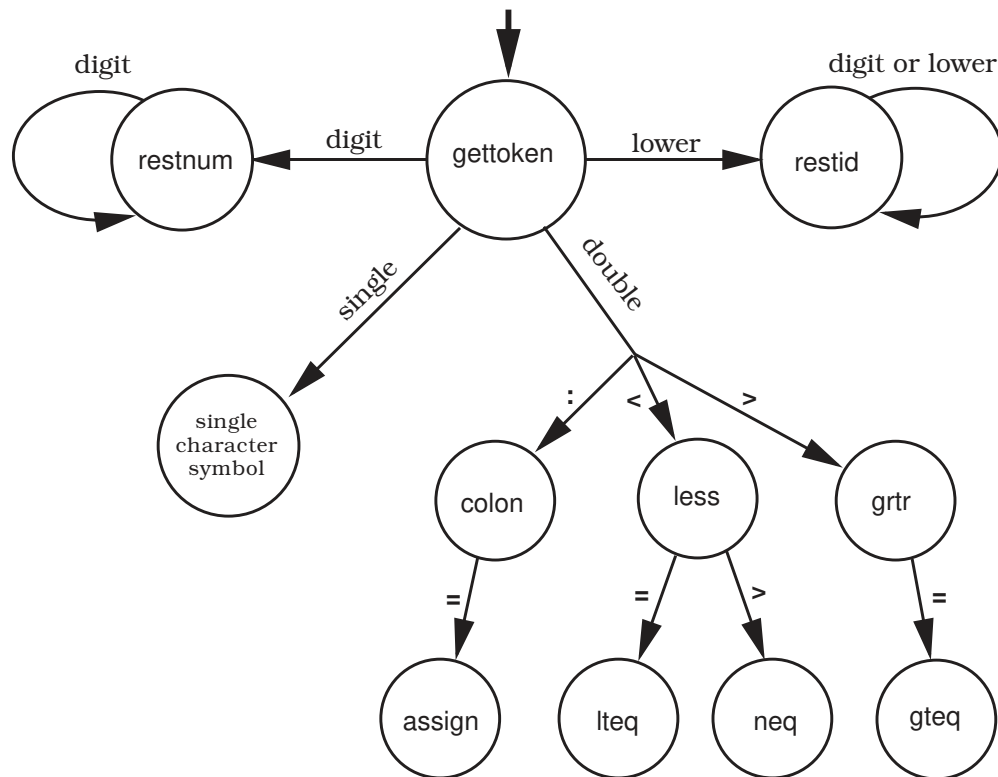 digit
digit or lower
restnum
digit
gettoken
lower
restid
single
double
:
<
>
single
character
symbol
colon
less
grtr
=
=
>
=
assign
lteq
neq
gteq